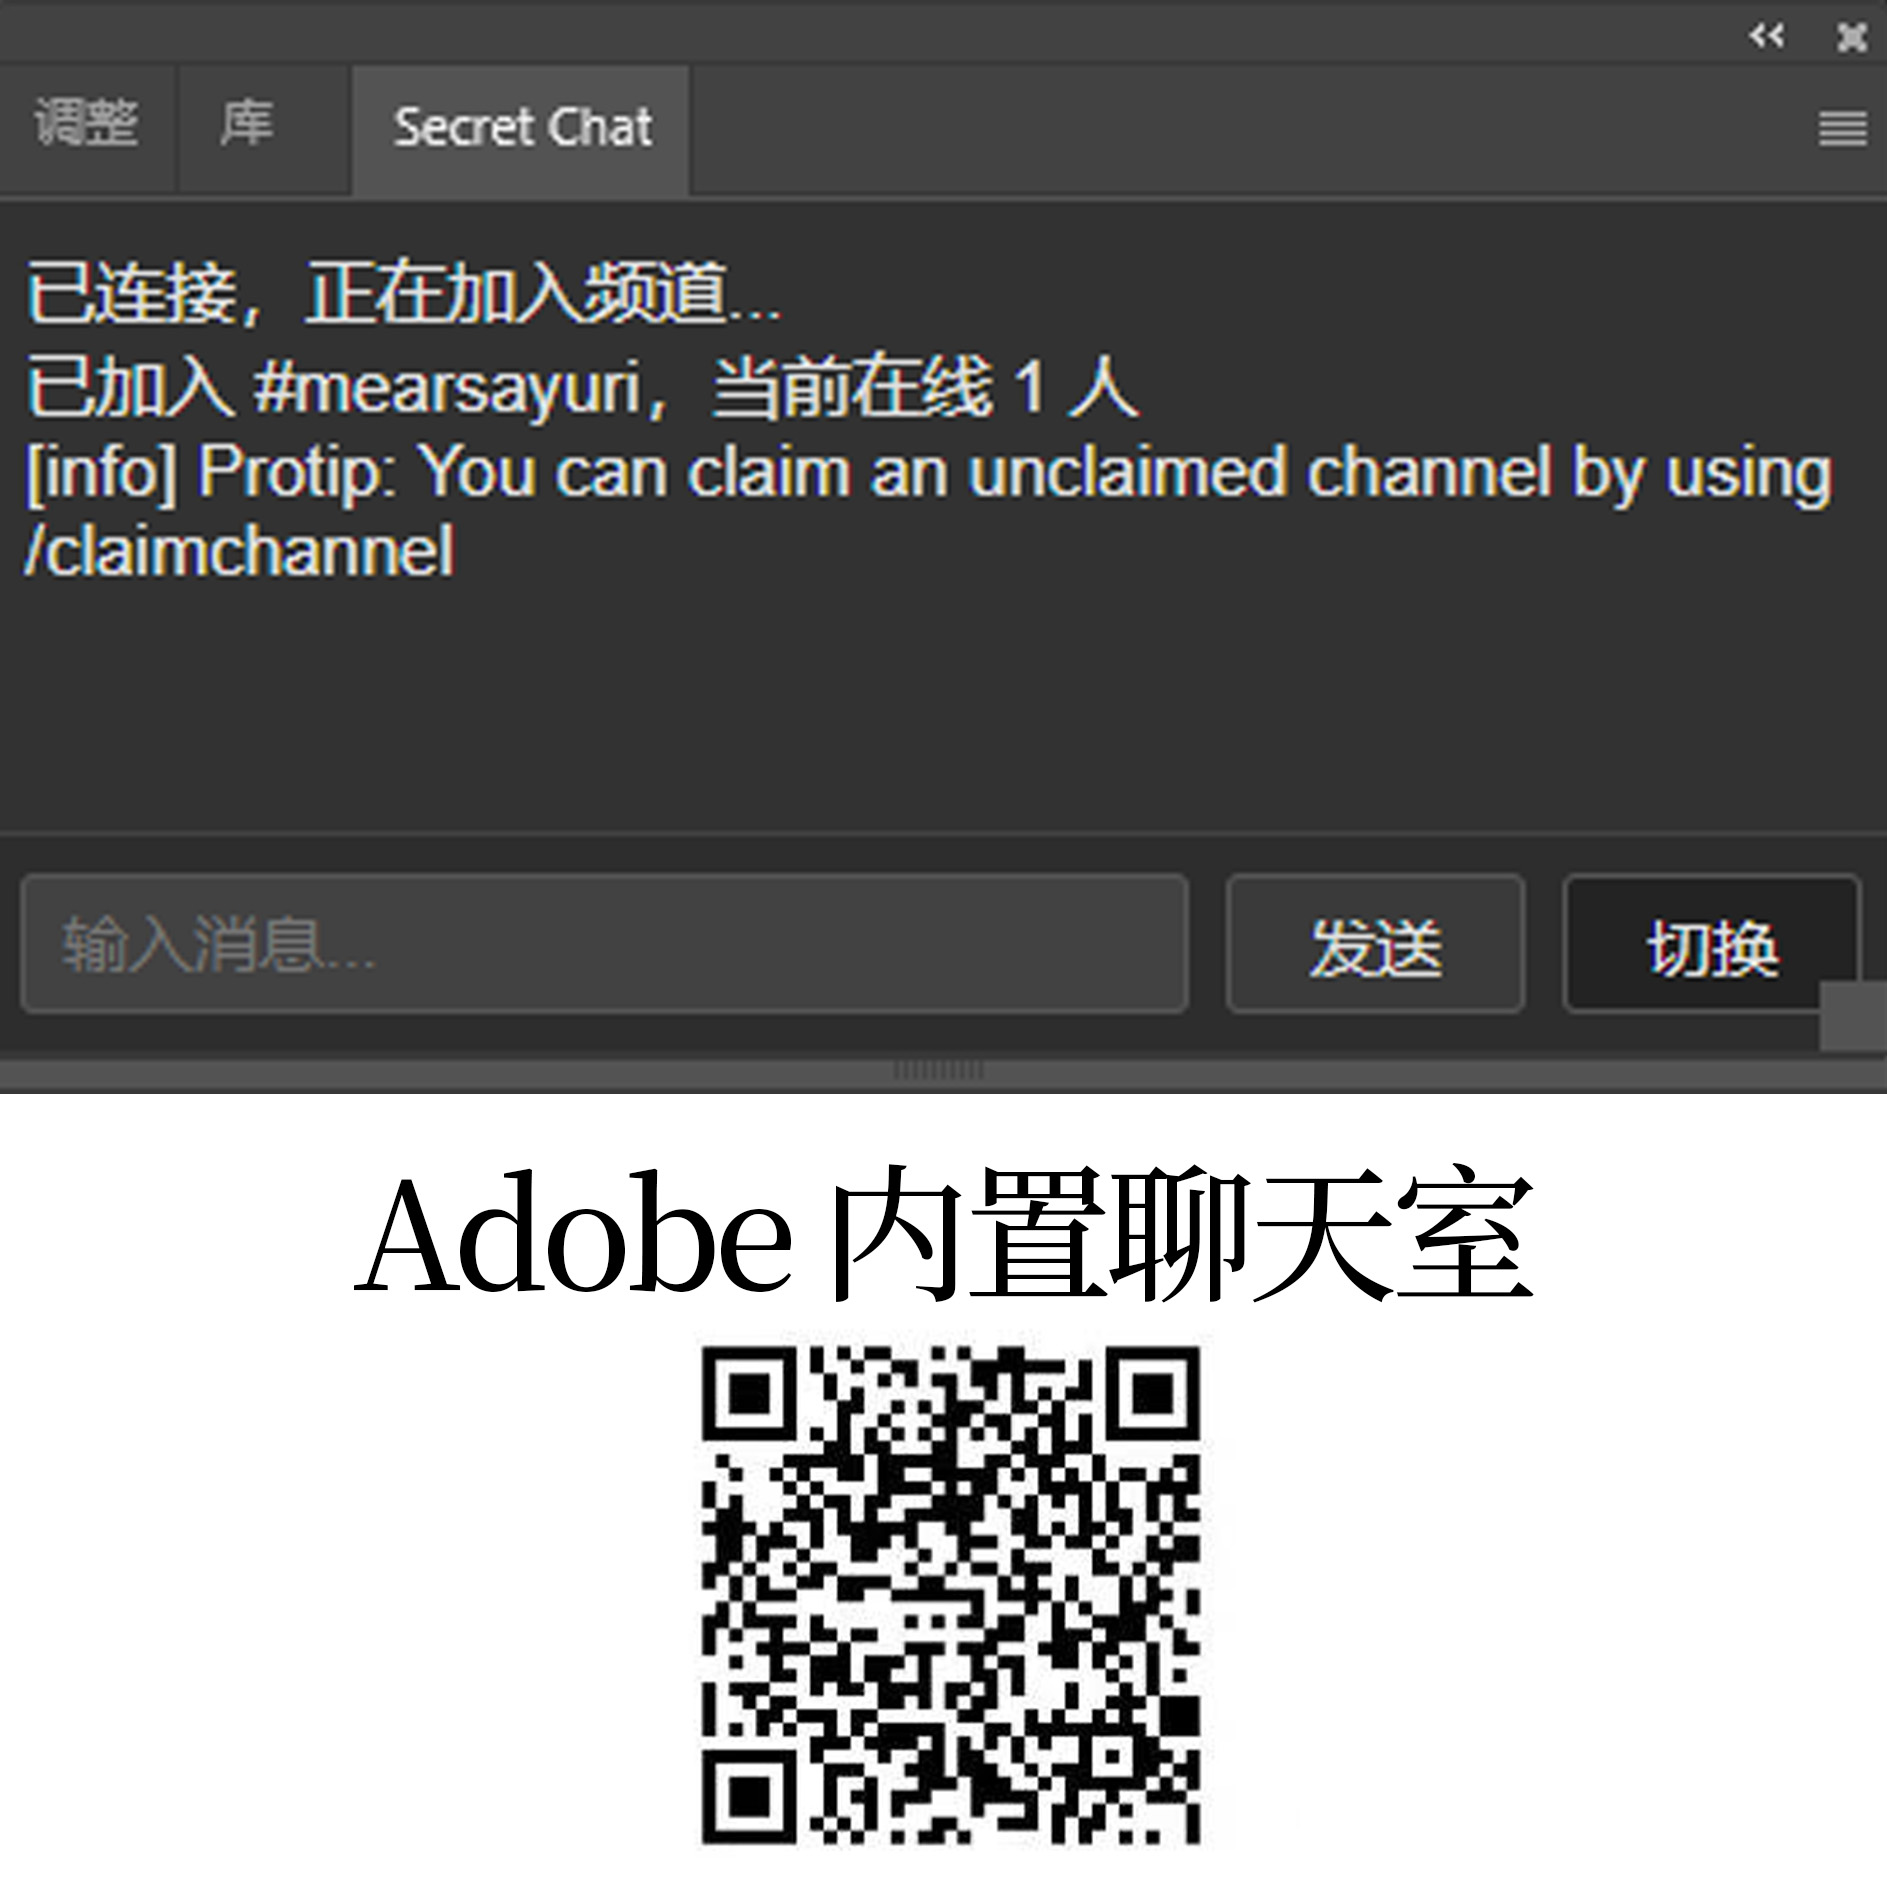 调整
库
Secret Chat
已连接，正在加入频道...
已加入 #mearsayuri，当前在线 1 人
[info] Protip: You can claim an unclaimed channel by using
/claimchannel
输入消息...
发送
切换
Adobe 内置聊天室